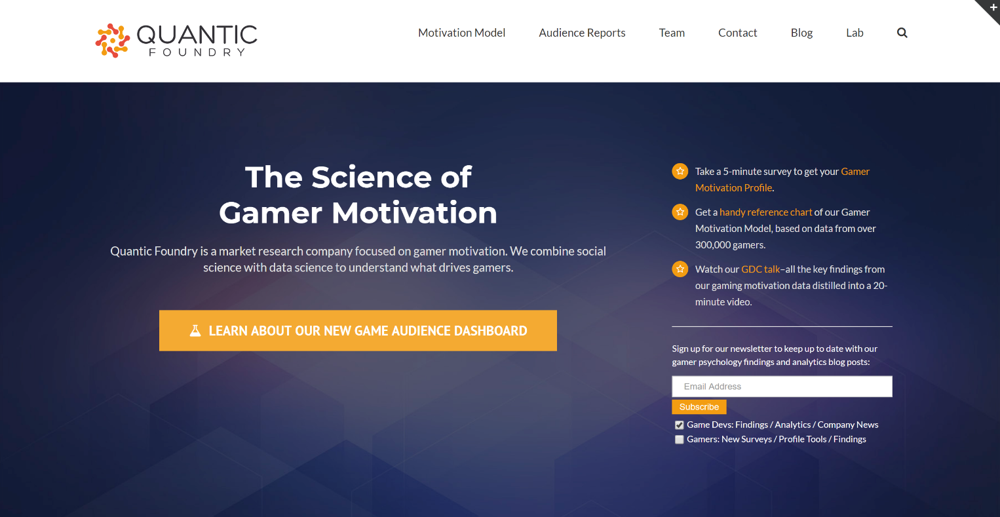 QUANTIC
FOUNDRY
Motivation Model
Audience Reports
Team
Contact
Blog
Lab
The Science of
Gamer Motivation
Quantic Foundry is a market research company focused on gamer motivation. We combine social
science with data science to understand what drives gamers.
LEARN ABOUT OUR NEW GAME AUDIENCE DASHBOARD
Take a 5-minute survey to get your Gamer
Motivation Profile.
Get a handy reference chart of our Gamer
Motivation Model, based on data from over
300,000 gamers.
Watch our GDC talk–all the key findings from
our gaming motivation data distilled into a 20-
minute video.
Sign up for our newsletter to keep up to date with our
gamer psychology findings and analytics blog posts:
Email Address
Subscribe
Game Devs: Findings / Analytics / Company News
Gamers: New Surveys / Profile Tools / Findings